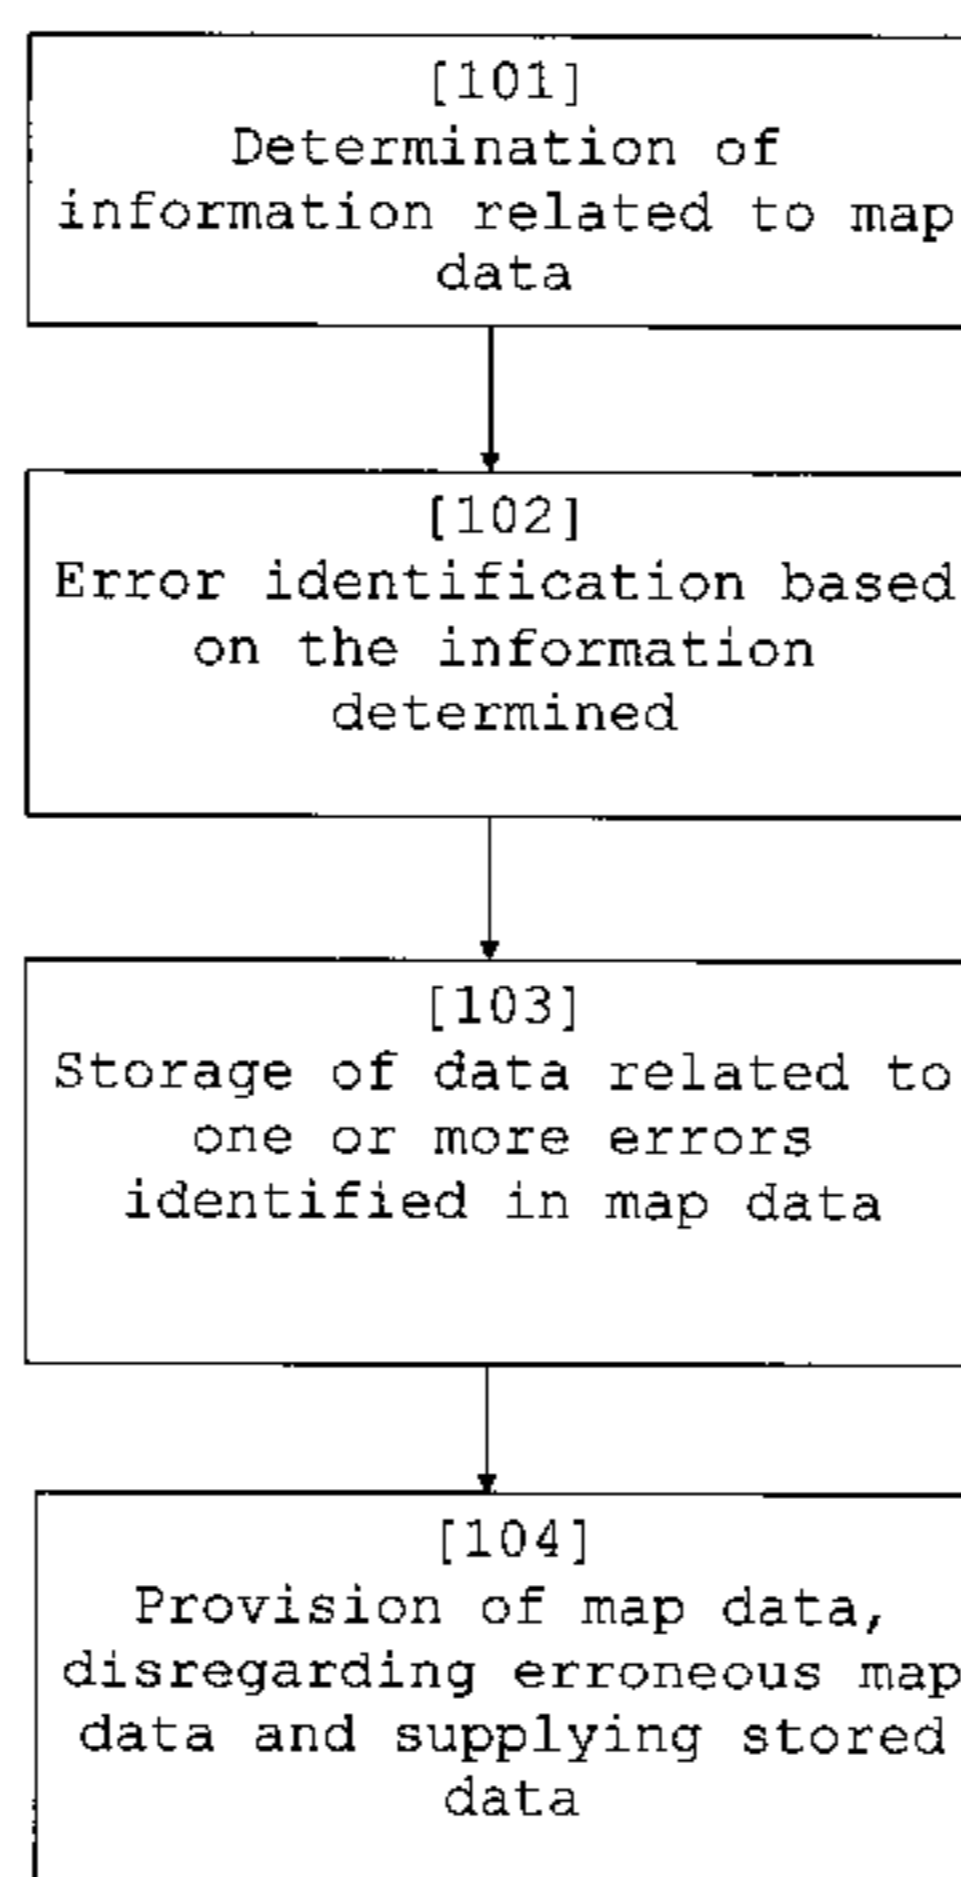 [101]
Determination of
information related to map
data
[102]
Error identification based
on the information
determined
[103]
Storage of data related to
one or more errors
identified in map data
[104]
Provision of map data,
disregarding erroneous map
data and supplying stored
data